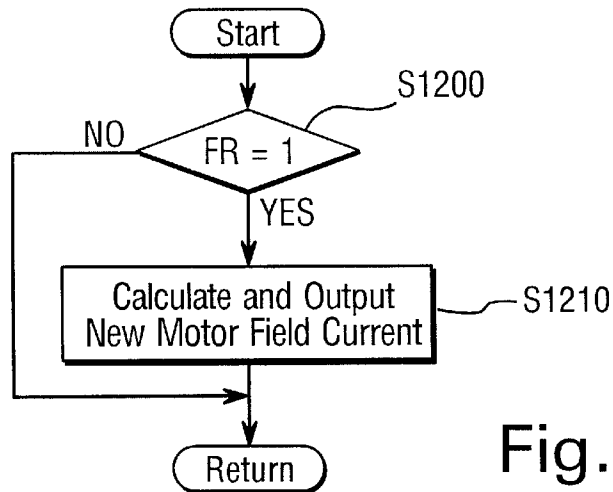 Start
S1200
NO
FR = 1
YES
Calculate and Output
New Motor Field Current
S1210
Return
Fig.